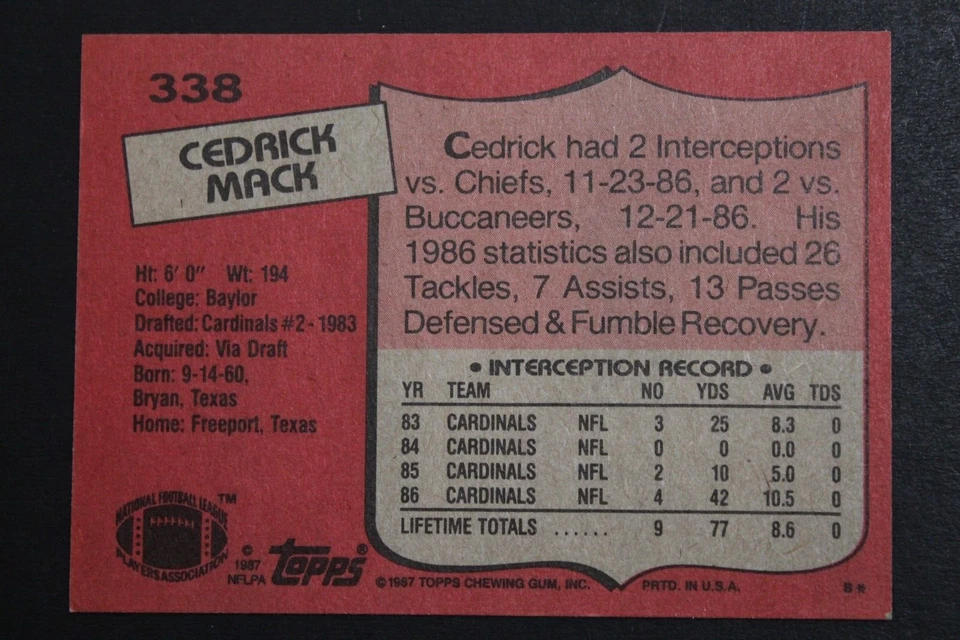 338
CEDRICK
MACK
Ht: 6' 0" Wt: 194
College: Baylor
Drafted: Cardinals #2-1983
Acquired: Via Draft
Born: 9-14-60,
Bryan, Texas
Home: Freeport, Texas
Cedrick had 2 Interceptions
vs. Chiefs, 11-23-86, and 2 vs.
Buccaneers, 12-21-86. His
1986 statistics also included 26
Tackles, 7 Assists, 13 Passes
Defensed & Fumble Recovery.
• INTERCEPTION RECORD •
YR TEAM NO YDS AVG TDS
83 CARDINALS NFL 3 25 8.3 0
84 CARDINALS NFL 0 0 0.0 0
85 CARDINALS NFL 2 10 5.0 0
86 CARDINALS NFL 4 42 10.5 0
LIFETIME TOTALS ...... 9 77 8.6 0
NATIONAL FOOTBALL LEAGUE ™
PLAYERS ASSOCIATION
© 1987
NFLPA
Topps ®
© 1987 TOPPS CHEWING GUM, INC. PRTD. IN U.S.A.
B*